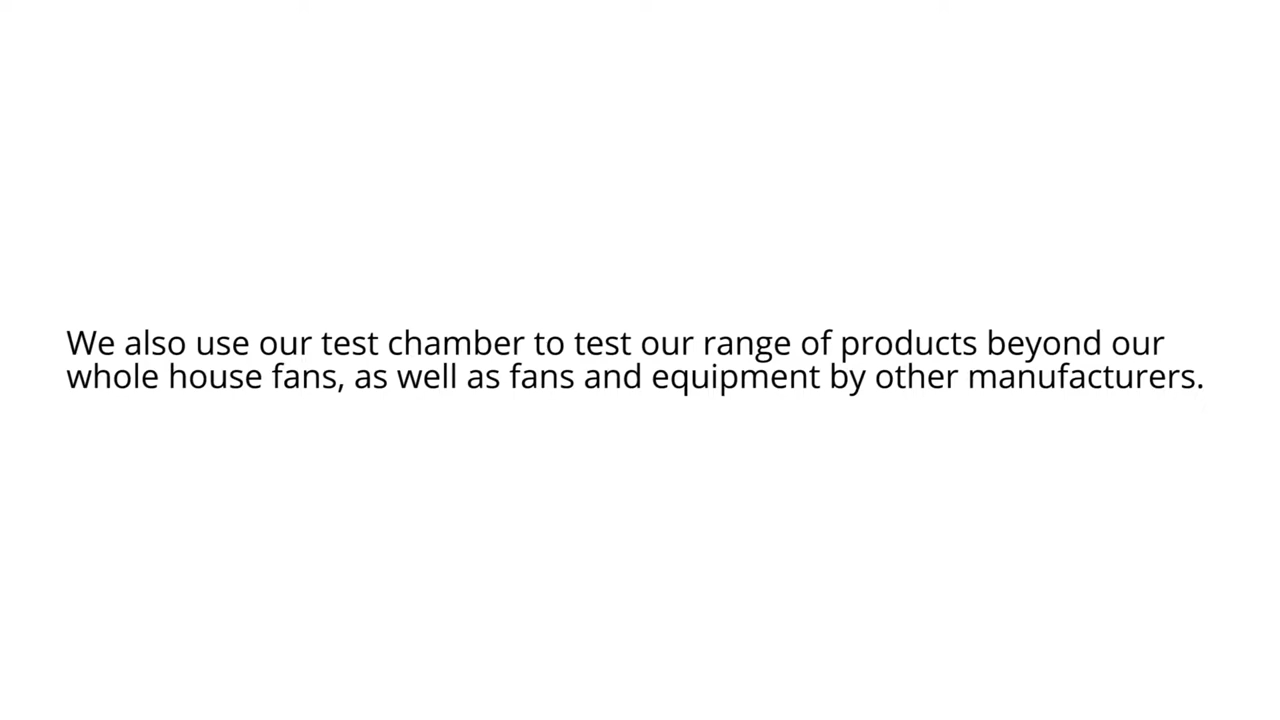 We also use our test chamber to test our range of products beyond our
whole house fans, as well as fans and equipment by other manufacturers.